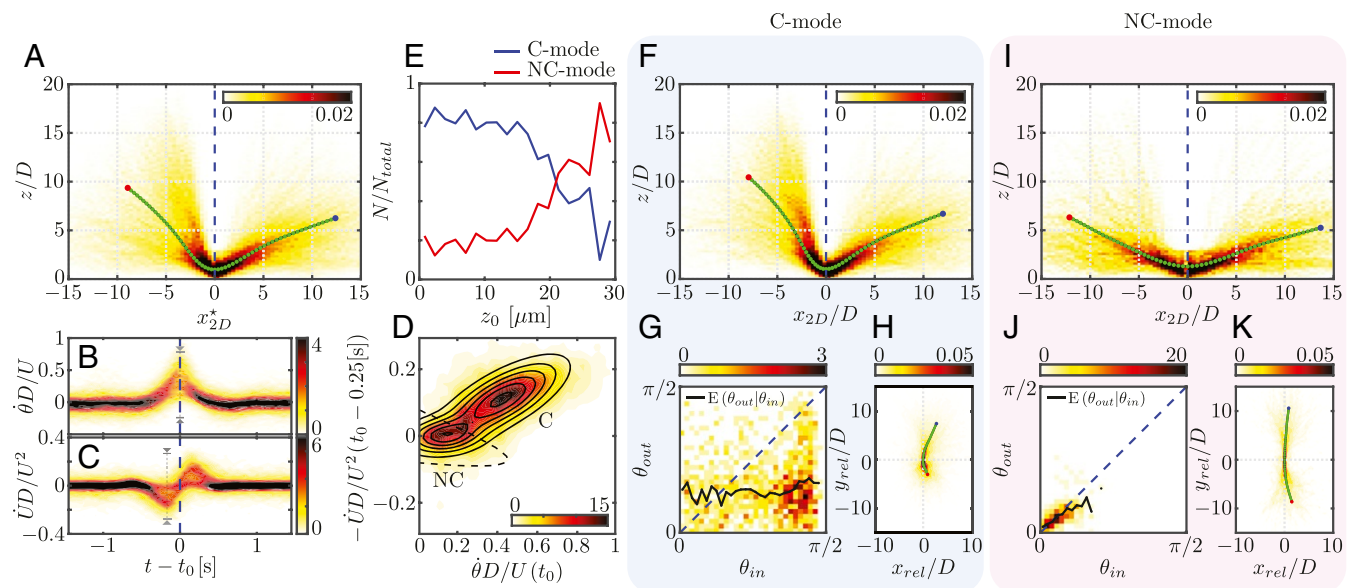 C-mode
NC-mode
A
20
15
10
5
0
z/D
0 0.02
−15 −10 −5 0 5 10 15
x⋆2D
E
C-mode
NC-mode
1
0
N/Ntotal
0 10 20 30
z0 [μm]
F
20
15
10
5
0
z/D
0 0.02
−15 −10 −5 0 5 10 15
x2D/D
I
20
15
10
5
0
z/D
0 0.02
−15 −10 −5 0 5 10 15
x2D/D
B
1
0.5
0
θ̇D/U
4
0
C
0.4
0
−0.4
U̇D/U²
6
0
−1 0 1
t − t0 [s]
D
0.2
0
−0.2
−U̇D/U² (t0 − 0.25[s])
C
NC
0 15
0 0.2 0.4 0.6 0.8 1
θ̇D/U (t0)
G
0 3
π/2
E (θout|θin)
θout
0
0 π/2
θin
H
0 0.05
10
0
−10
yrel/D
−10 0 10
xrel/D
J
0 20
π/2
E (θout|θin)
θout
0
0 π/2
θin
K
0 0.05
10
0
−10
yrel/D
−10 0 10
xrel/D